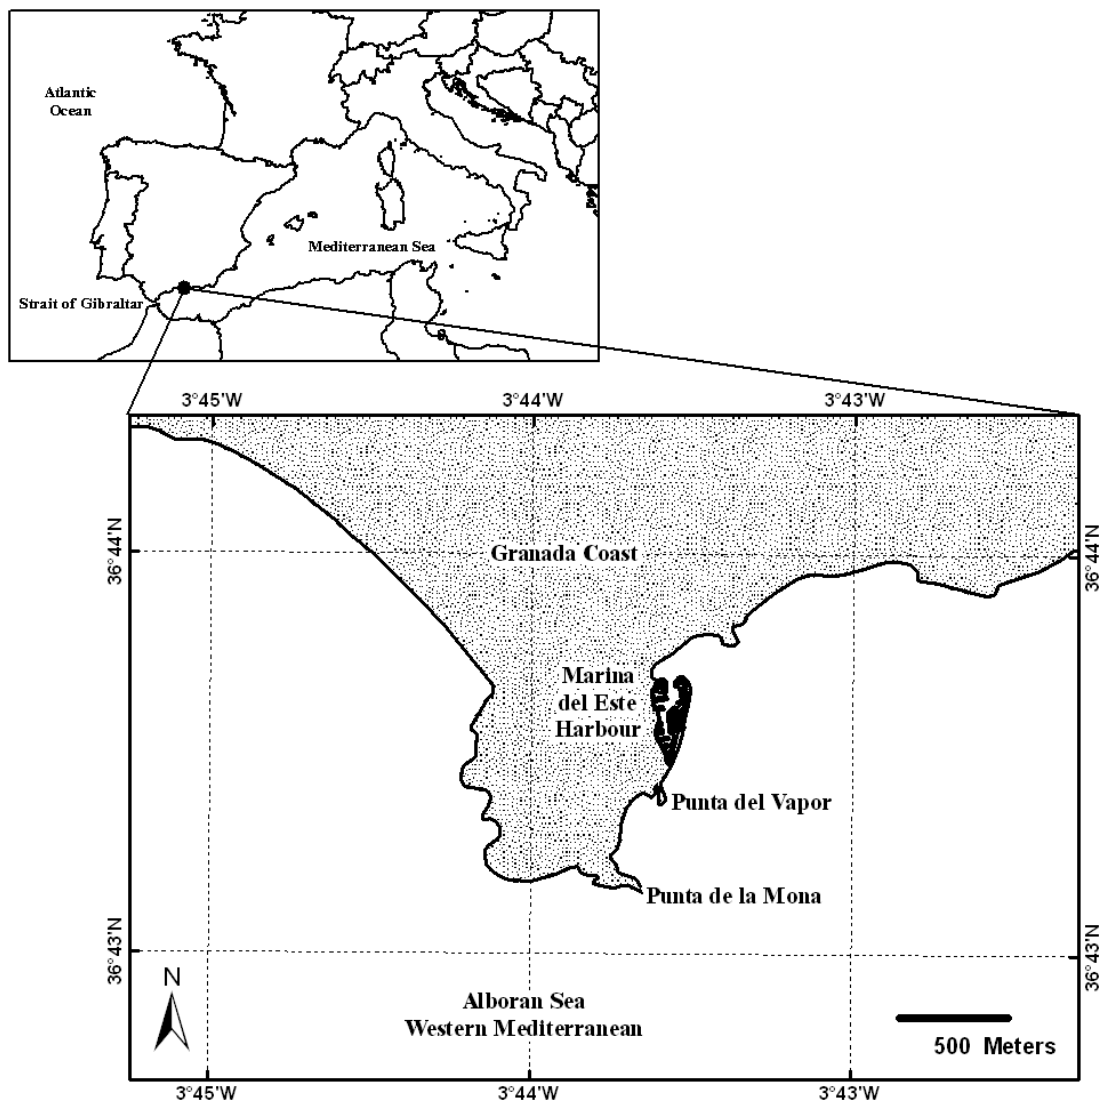 Atlantic
Ocean
Mediterranean Sea
Strait of Gibraltar
3°45'W
3°44'W
3°43'W
36°44'N
36°44'N
Granada Coast
Marina
del Este
Harbour
Punta del Vapor
Punta de la Mona
36°43'N
36°43'N
N
Alboran Sea
Western Mediterranean
500 Meters
3°45'W
3°44'W
3°43'W